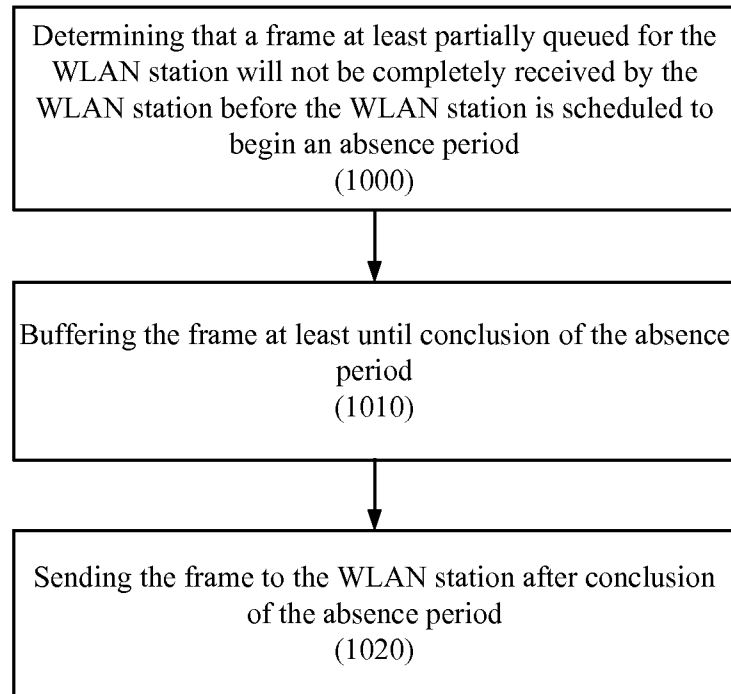 Determining that a frame at least partially queued for the
WLAN station will not be completely received by the
WLAN station before the WLAN station is scheduled to
begin an absence period
(1000)
Buffering the frame at least until conclusion of the absence
period
(1010)
Sending the frame to the WLAN station after conclusion
of the absence period
(1020)